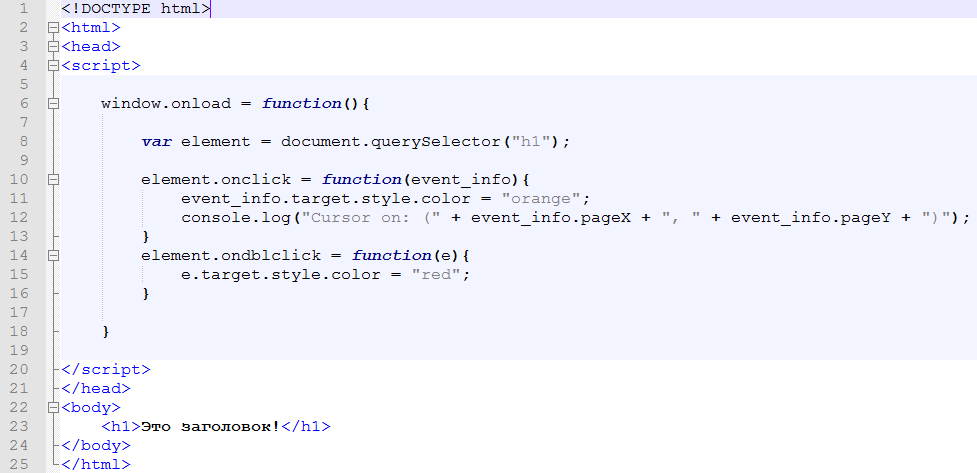 1 <!DOCTYPE html>
2 <html>
3 <head>
4 <script>
5
6 window.onload = function(){
7
8 var element = document.querySelector("h1");
9
10 element.onclick = function(event_info){
11 event_info.target.style.color = "orange";
12 console.log("Cursor on: (" + event_info.pageX + ", " + event_info.pageY + ")");
13 }
14 element.ondblclick = function(e){
15 e.target.style.color = "red";
16 }
17
18 }
19
20 </script>
21 </head>
22 <body>
23 <h1>Это заголовок!</h1>
24 </body>
25 </html>